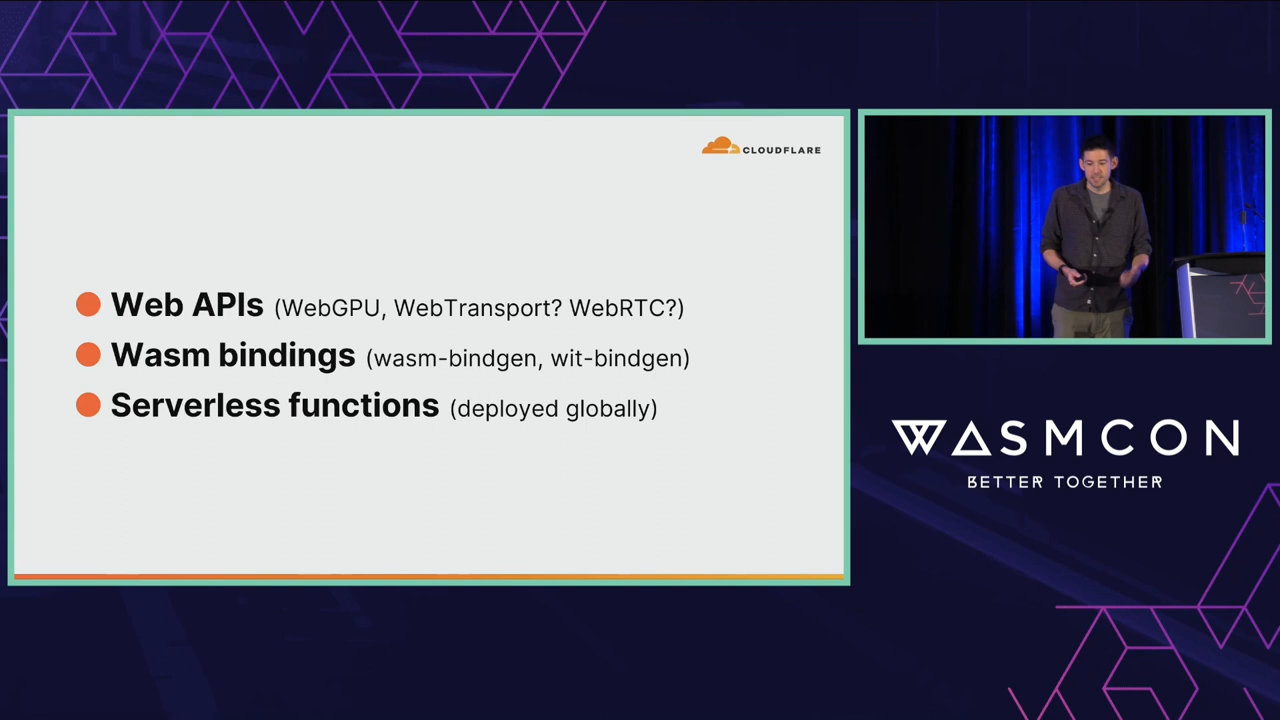 CLOUDFLARE
Web APIs (WebGPU, WebTransport? WebRTC?)
Wasm bindings (wasm-bindgen, wit-bindgen)
Serverless functions (deployed globally)
WASMCON
BETTER TOGETHER